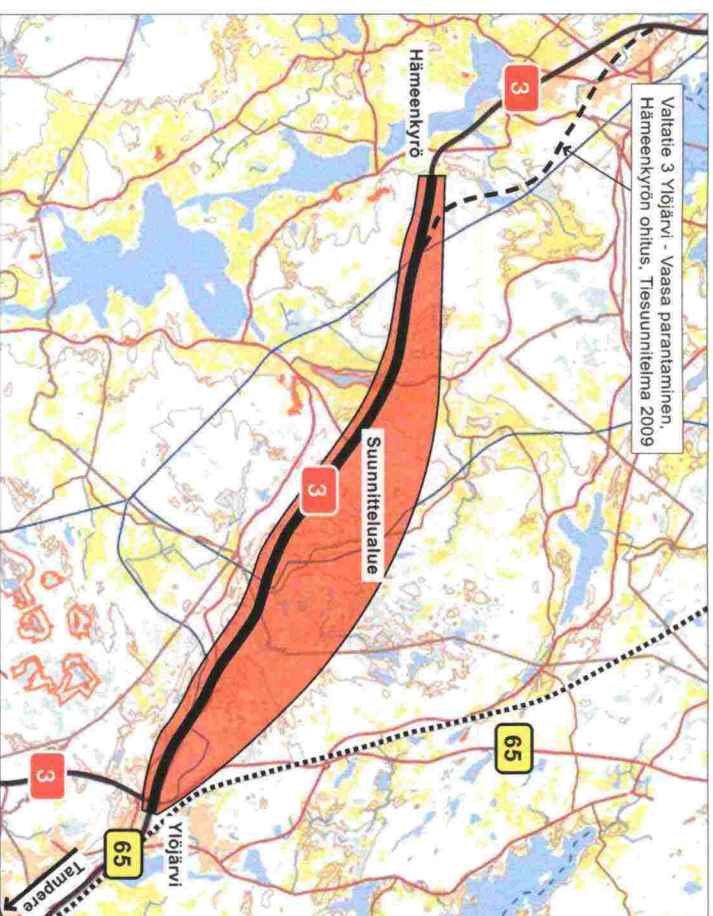 Valtatie 3 Ylöjärvi - Vaasa parantaminen,
Hämeenkyrön ohitus, Tiesuunnitelma 2009
3
Hämeenkyrö
Suunnittelualue
3
65
3
Ylöjärvi
65
Tampere